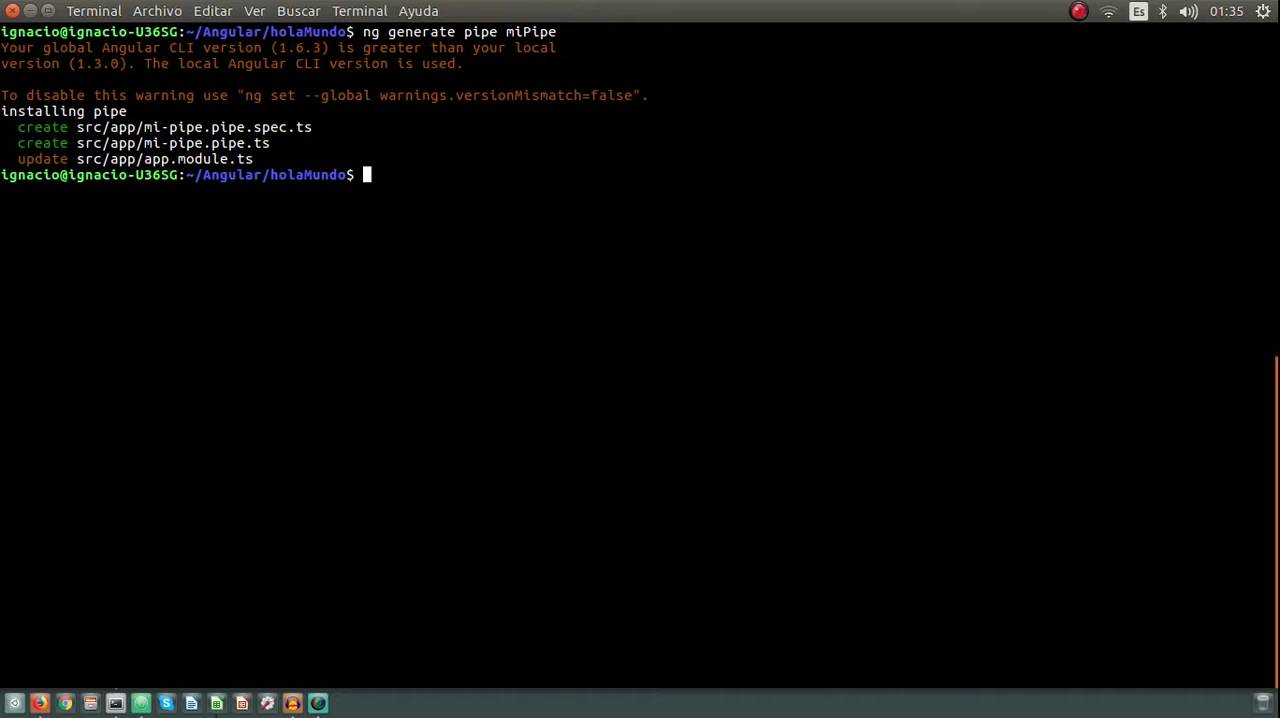 Terminal Archivo Editar Ver Buscar Terminal Ayuda Es 01:35
ignacio@ignacio-U36SG:~/Angular/holaMundo$ ng generate pipe miPipe
Your global Angular CLI version (1.6.3) is greater than your local
version (1.3.0). The local Angular CLI version is used.
To disable this warning use "ng set --global warnings.versionMismatch=false".
installing pipe
create src/app/mi-pipe.pipe.spec.ts
create src/app/mi-pipe.pipe.ts
update src/app/app.module.ts
ignacio@ignacio-U36SG:~/Angular/holaMundo$